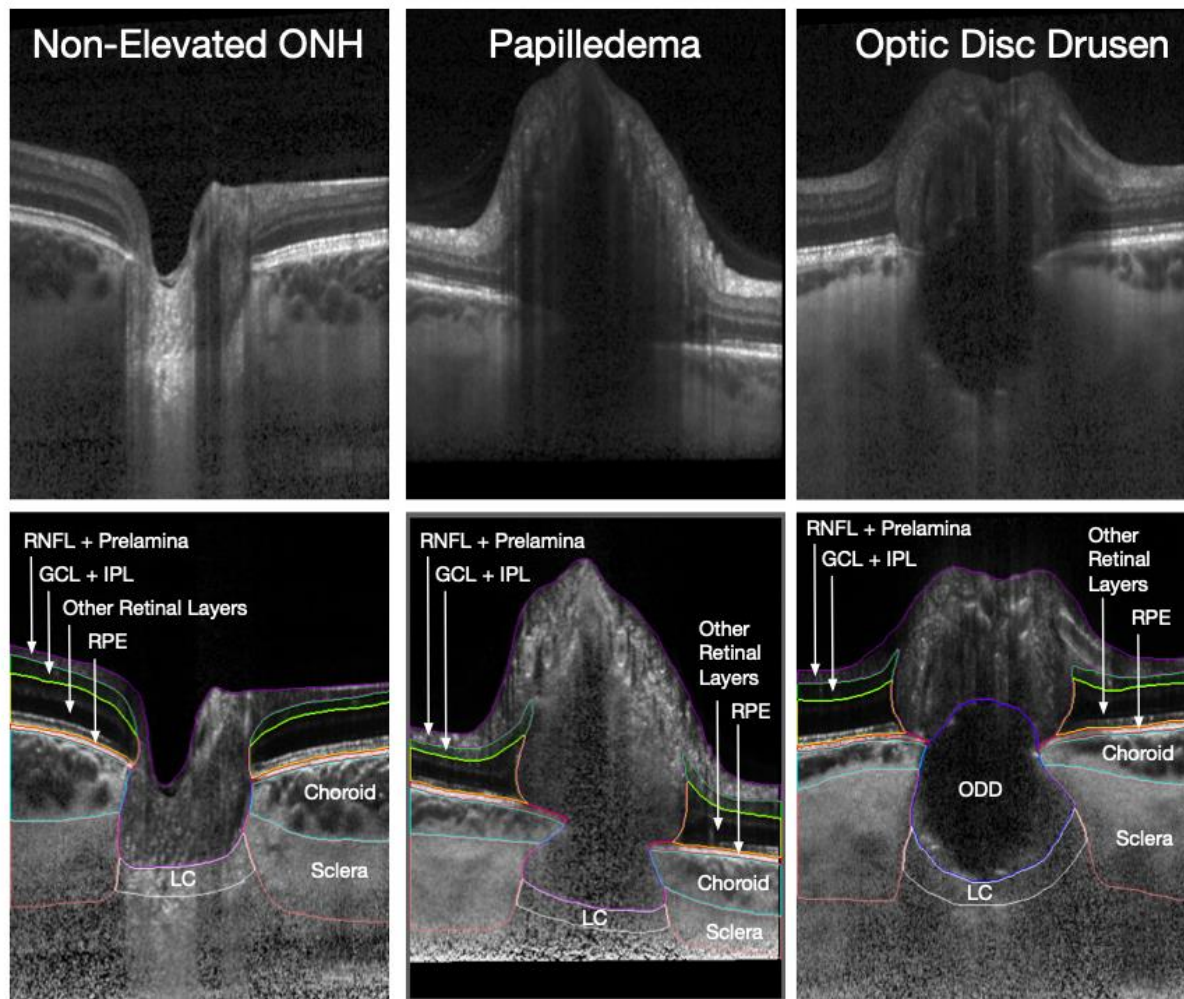 Non-Elevated ONH
Papilledema
Optic Disc Drusen
RNFL + Prelamina
GCL + IPL
Other Retinal Layers
RPE
Choroid
Sclera
LC
RNFL + Prelamina
GCL + IPL
Other
Retinal
Layers
RPE
Choroid
LC
Sclera
RNFL + Prelamina
GCL + IPL
Other
Retinal
Layers
RPE
Choroid
ODD
Sclera
LC